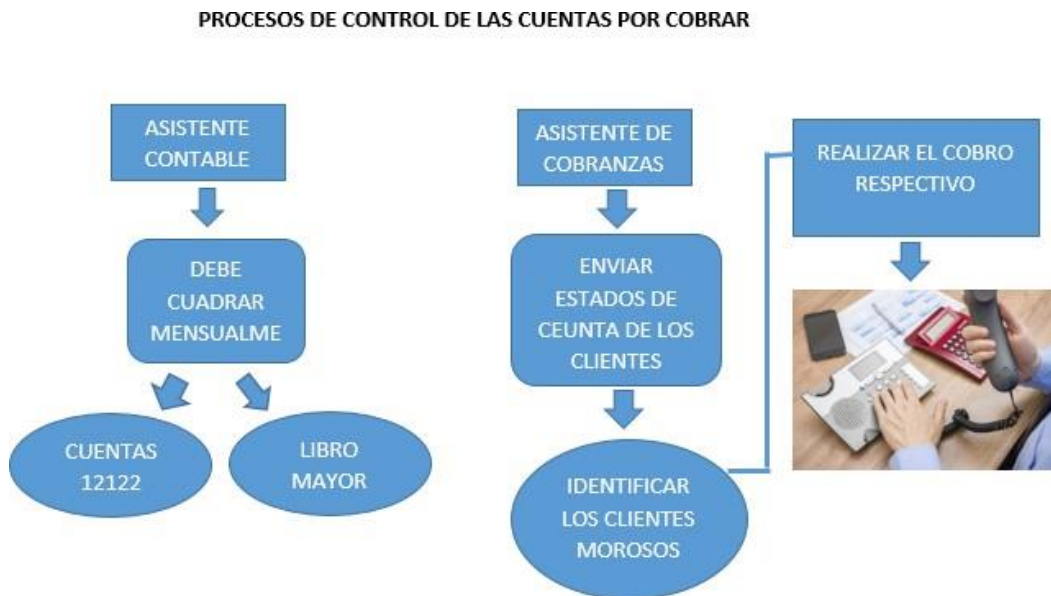 PROCESOS DE CONTROL DE LAS CUENTAS POR COBRAR
ASISTENTE
CONTABLE
DEBE
CUADRAR
MENSUALME
CUENTAS
12122
LIBRO
MAYOR
ASISTENTE DE
COBRANZAS
ENVIAR
ESTADOS DE
CEUNTA DE LOS
CLIENTES
IDENTIFICAR
LOS CLIENTES
MOROSOS
REALIZAR EL COBRO
RESPECTIVO